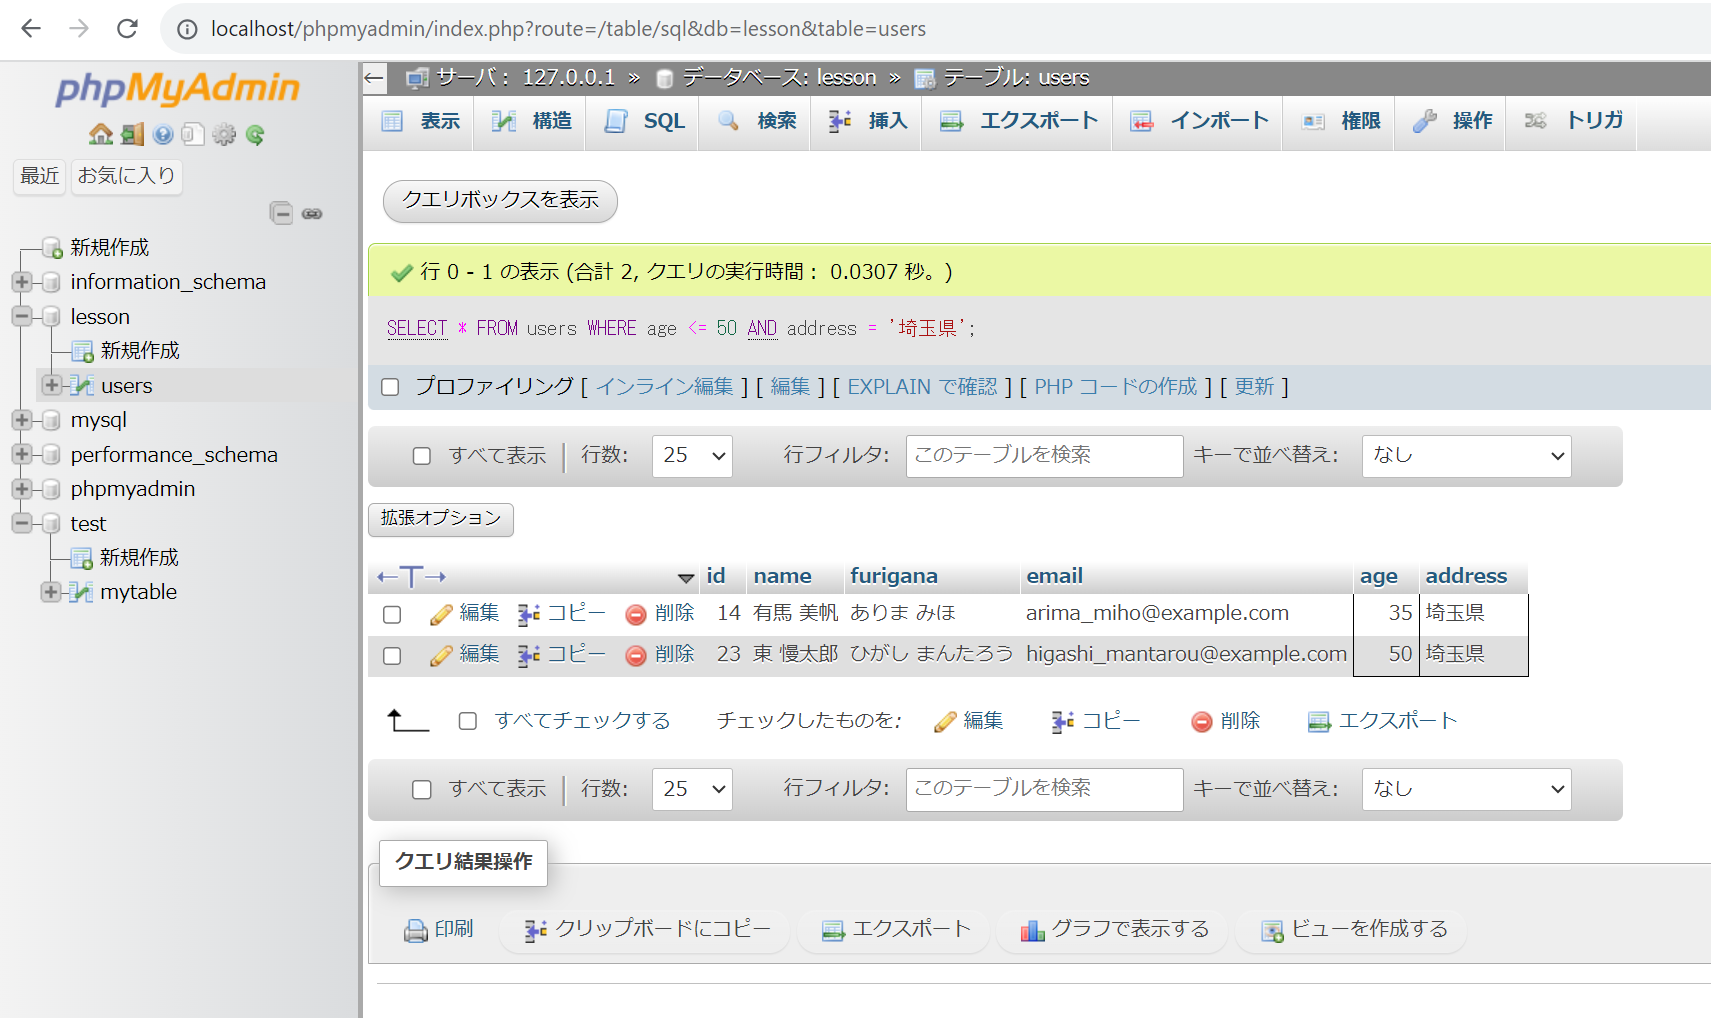 localhost/phpmyadmin/index.php?route=/table/sql&db=lesson&table=users
phpMyAdmin
最近 お気に入り
新規作成
information_schema
lesson
新規作成
users
mysql
performance_schema
phpmyadmin
test
新規作成
mytable
サーバ: 127.0.0.1 » データベース: lesson » テーブル: users
表示 構造 SQL 検索 挿入 エクスポート インポート 権限 操作 トリガ
クエリボックスを表示
行 0 - 1 の表示 (合計 2, クエリの実行時間: 0.0307 秒。)
SELECT * FROM users WHERE age <= 50 AND address = '埼玉県';
プロファイリング [ インライン編集 ] [ 編集 ] [ EXPLAIN で確認 ] [ PHP コードの作成 ] [ 更新 ]
すべて表示 行数: 25 行フィルタ: このテーブルを検索 キーで並べ替え: なし
拡張オプション
←T→ id name furigana email age address
編集 コピー 削除 14 有馬 美帆 ありま みほ arima_miho@example.com 35 埼玉県
編集 コピー 削除 23 東 慢太郎 ひがし まんたろう higashi_mantarou@example.com 50 埼玉県
すべてチェックする チェックしたものを: 編集 コピー 削除 エクスポート
すべて表示 行数: 25 行フィルタ: このテーブルを検索 キーで並べ替え: なし
クエリ結果操作
印刷 クリップボードにコピー エクスポート グラフで表示する ビューを作成する